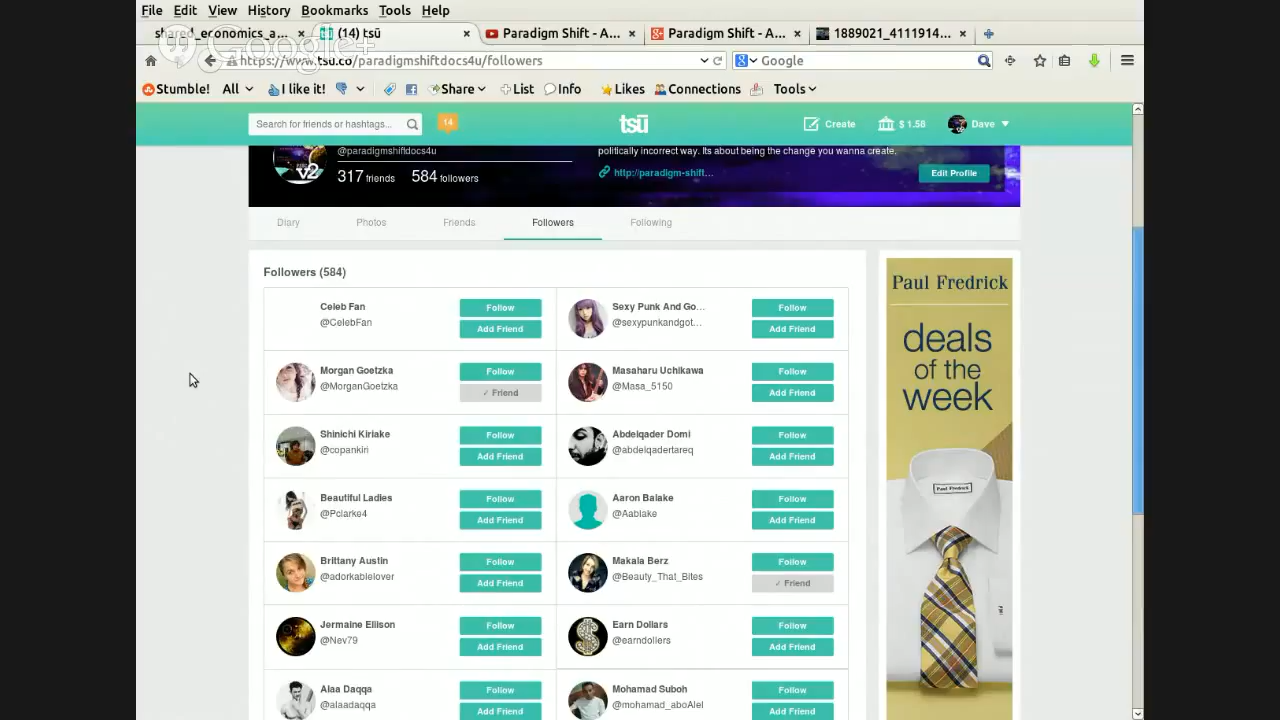 File Edit View History Bookmarks Tools Help
shared_economics_a... × (14) tsū × Paradigm Shift - A... × Paradigm Shift - A... × 1889021_4111914... ×
Google+
https://www.tsu.co/paradigmshiftdocs4u/followers Google
Stumble! All I like it! Share List Info Likes Connections Tools
Search for friends or hashtags... 14 tsū Create $ 1.58 Dave
@paradigmshiftdocs4u politically incorrect way. Its about being the change you wanna create.
V2 317 friends 584 followers http://paradigm-shift... Edit Profile
Diary Photos Friends Followers Following
Followers (584)
Celeb Fan Follow Sexy Punk And Go... Follow
@CelebFan Add Friend @sexypunkandgot... Add Friend
Morgan Goetzka Follow Masaharu Uchikawa Follow
@MorganGoetzka ✓ Friend @Masa_5150 Add Friend
Shinichi Kiriake Follow Abdelqader Domi Follow
@copankiri Add Friend @abdelqadertareq Add Friend
Beautiful Ladies Follow Aaron Balake Follow
@Pclarke4 Add Friend @Aablake Add Friend
Brittany Austin Follow Makala Berz Follow
@adorkablelover Add Friend @Beauty_That_Bites ✓ Friend
Jermaine Ellison Follow Earn Dollars Follow
@Nev79 Add Friend @earndollers Add Friend
Alaa Daqqa Follow Mohamad Suboh Follow
@alaadaqqa Add Friend @mohamad_aboAlel Add Friend
Paul Fredrick
deals
of the
week
Paul Fredrick